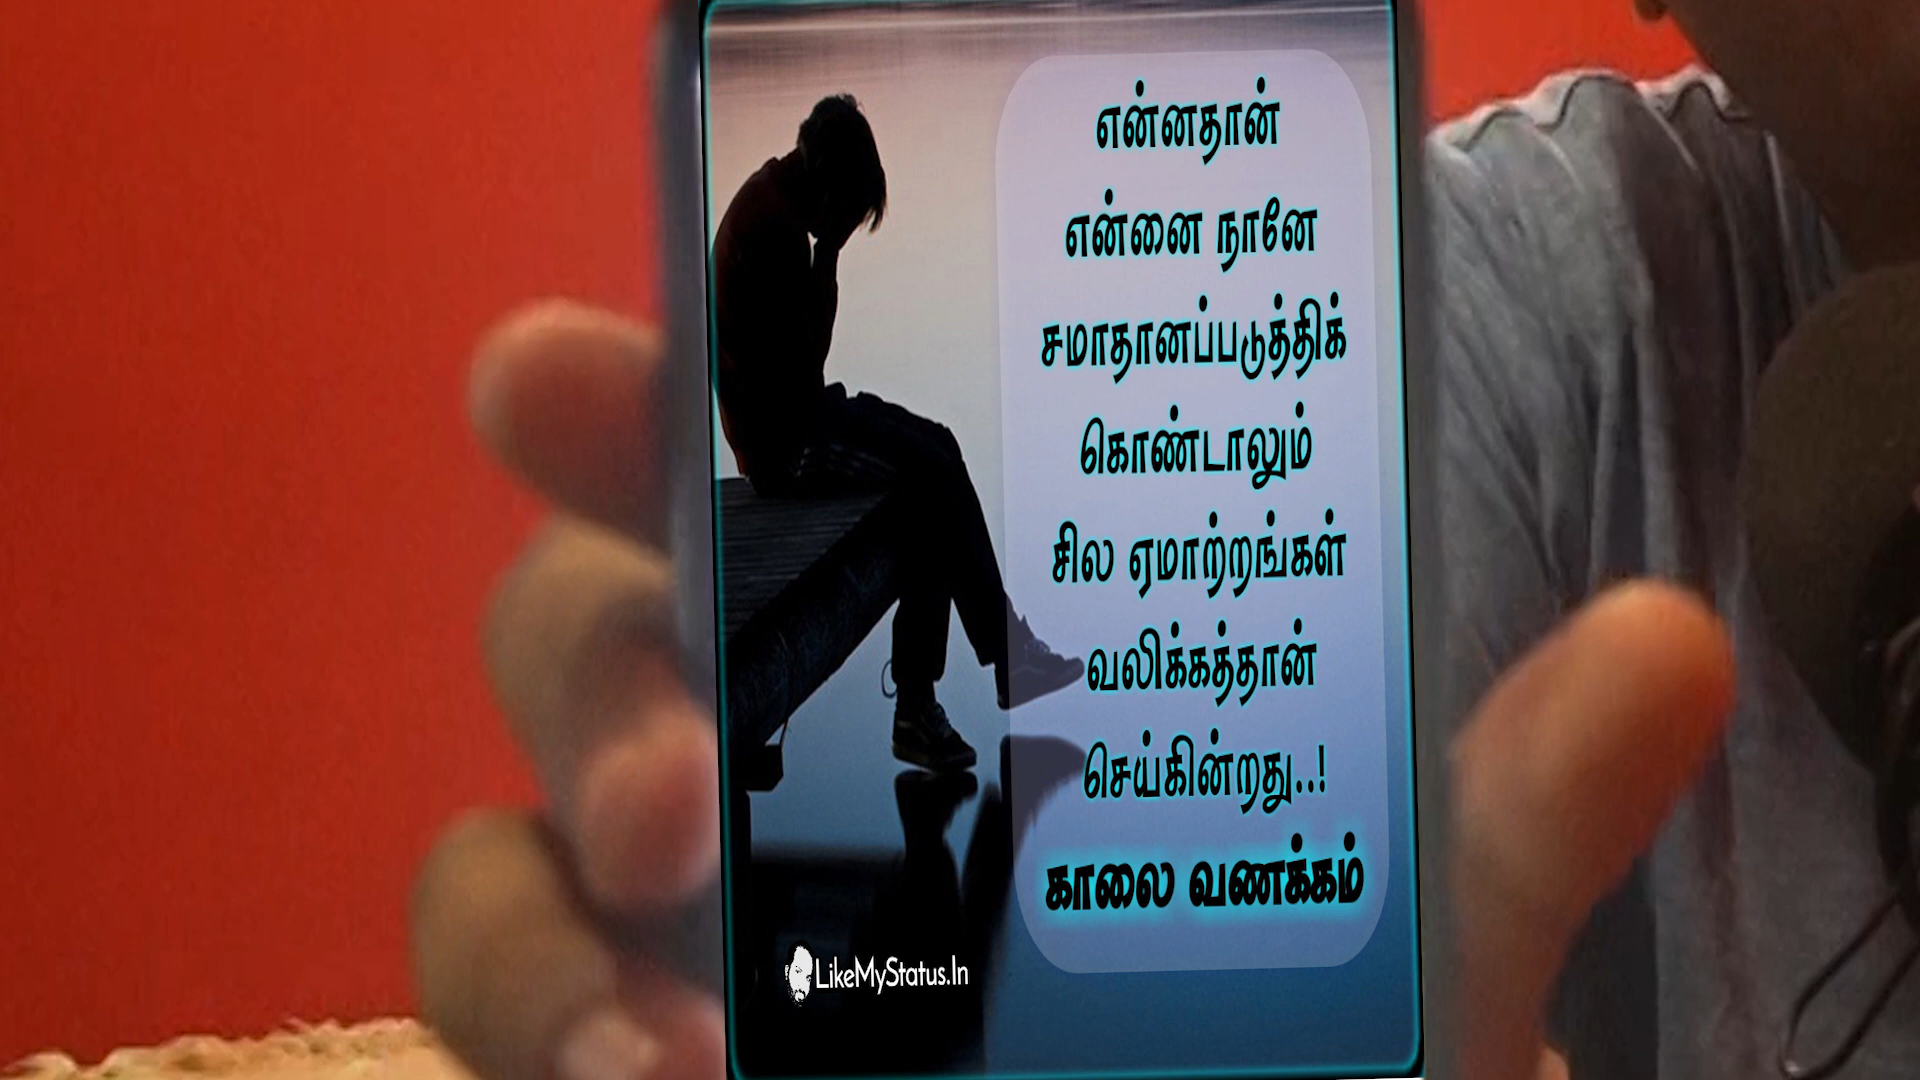 என்னதான்
என்னை நானே
சமாதானப்படுத்திக்
கொண்டாலும்
சில ஏமாற்றங்கள்
வலிக்கத்தான்
செய்கின்றது..!
காலை வணக்கம்
LikeMyStatus.In